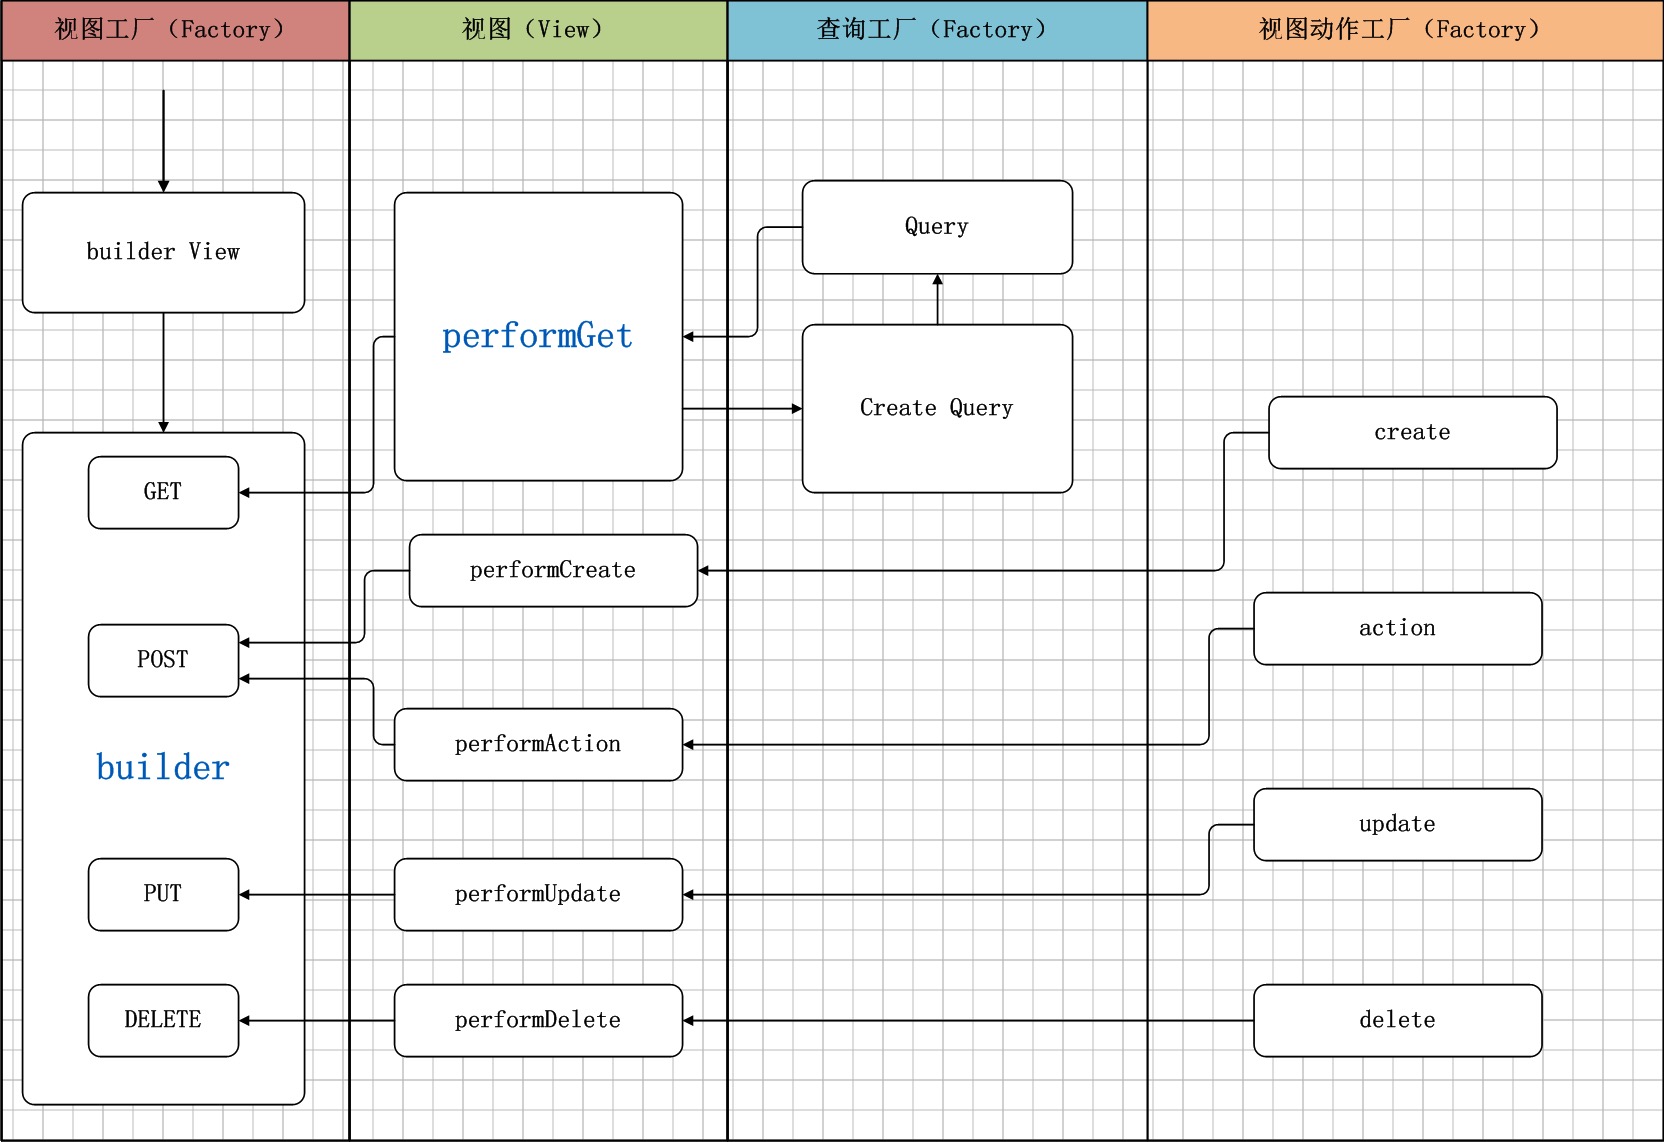 视图工厂（Factory）
视图（View）
查询工厂（Factory）
视图动作工厂（Factory）
builder View
performGet
Query
Create Query
create
GET
performCreate
action
POST
performAction
builder
update
PUT
performUpdate
DELETE
performDelete
delete